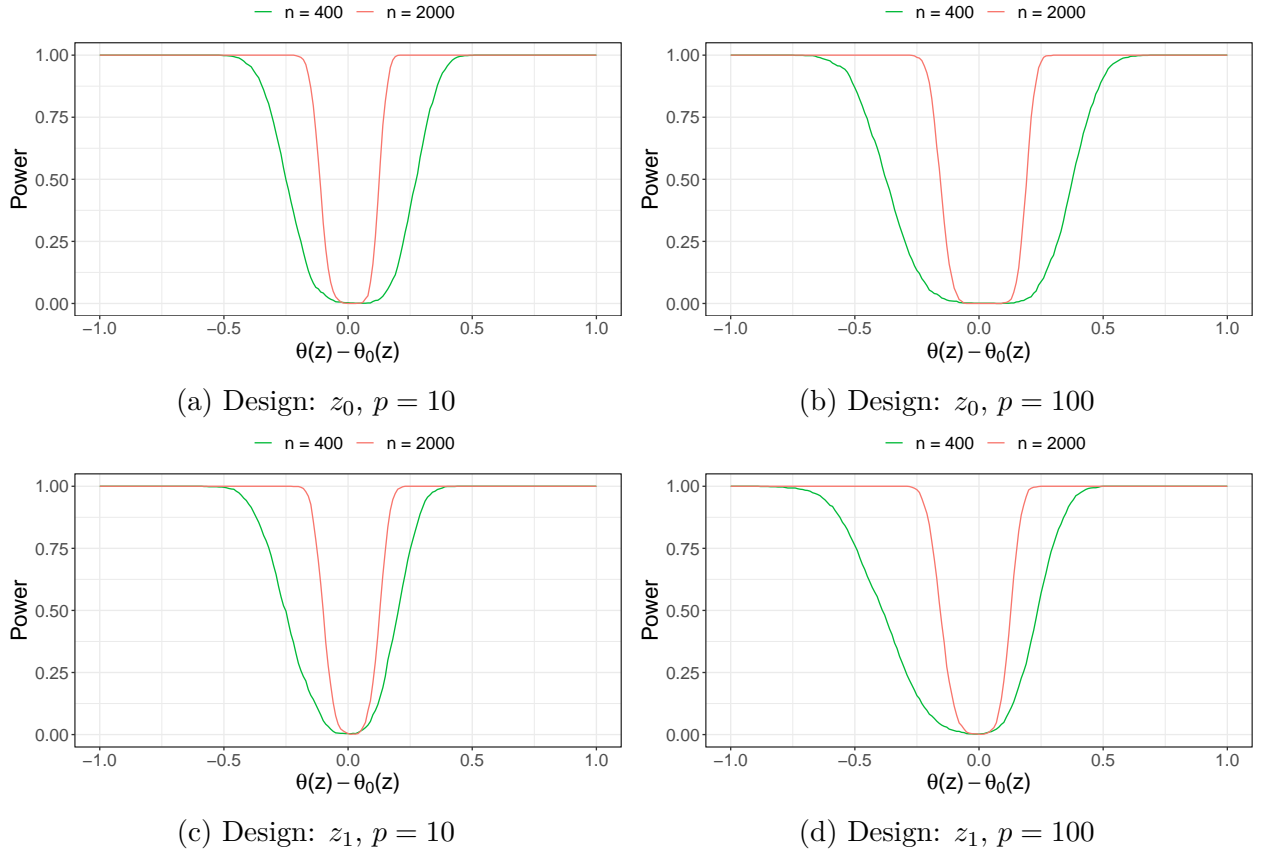 n = 400 n = 2000
1.00
0.75
0.50
0.25
0.00
Power
−1.0 −0.5 0.0 0.5 1.0
θ(z) − θ₀(z)
(a) Design: z₀, p = 10
n = 400 n = 2000
1.00
0.75
0.50
0.25
0.00
Power
−1.0 −0.5 0.0 0.5 1.0
θ(z) − θ₀(z)
(b) Design: z₀, p = 100
n = 400 n = 2000
1.00
0.75
0.50
0.25
0.00
Power
−1.0 −0.5 0.0 0.5 1.0
θ(z) − θ₀(z)
(c) Design: z₁, p = 10
n = 400 n = 2000
1.00
0.75
0.50
0.25
0.00
Power
−1.0 −0.5 0.0 0.5 1.0
θ(z) − θ₀(z)
(d) Design: z₁, p = 100